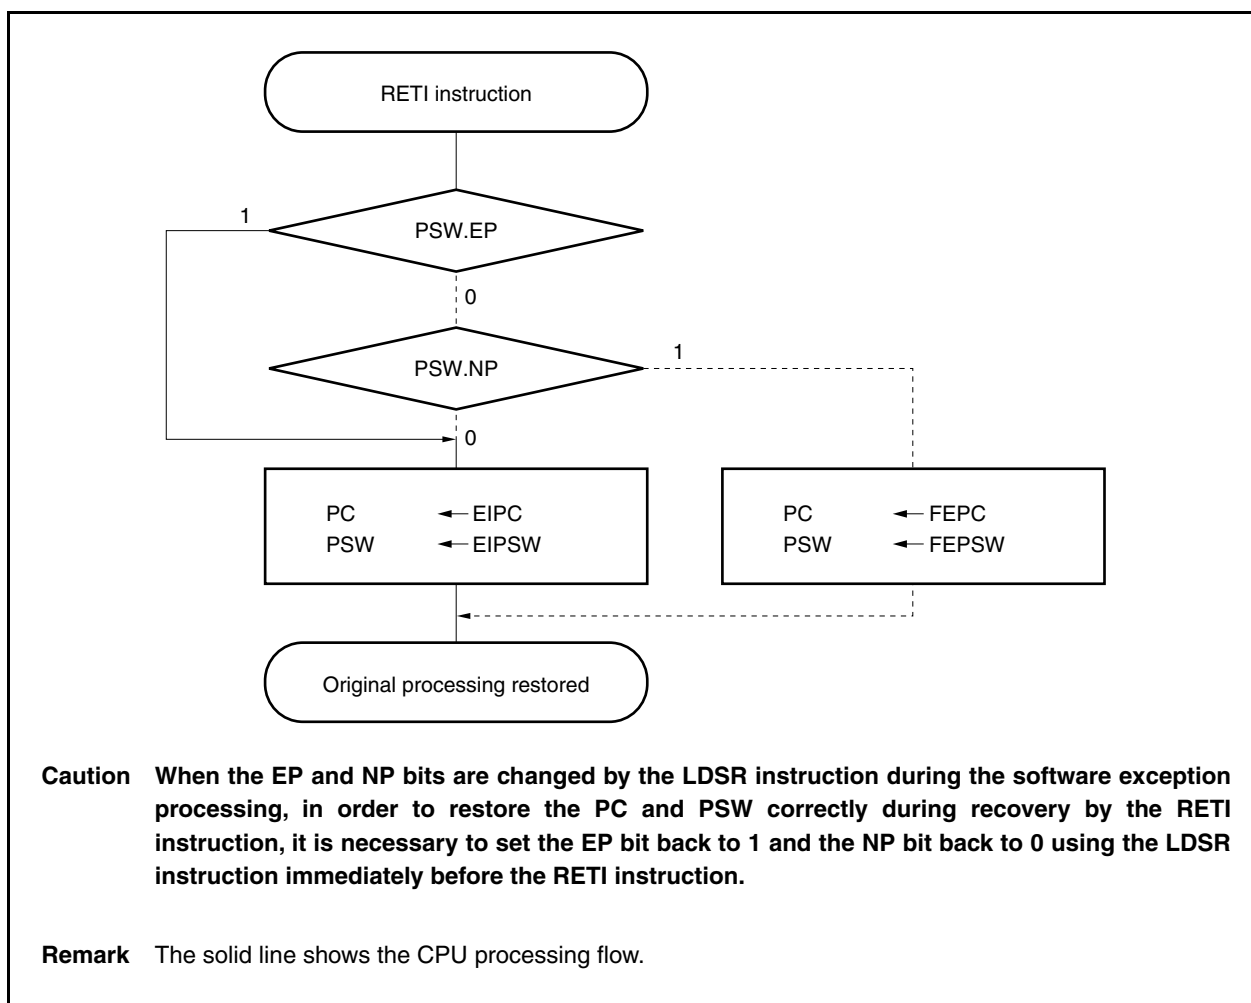 RETI instruction
1
PSW.EP
0
1
PSW.NP
0
PC ← EIPC
PSW ← EIPSW
PC ← FEPC
PSW ← FEPSW
Original processing restored
Caution When the EP and NP bits are changed by the LDSR instruction during the software exception
processing, in order to restore the PC and PSW correctly during recovery by the RETI
instruction, it is necessary to set the EP bit back to 1 and the NP bit back to 0 using the LDSR
instruction immediately before the RETI instruction.
Remark The solid line shows the CPU processing flow.